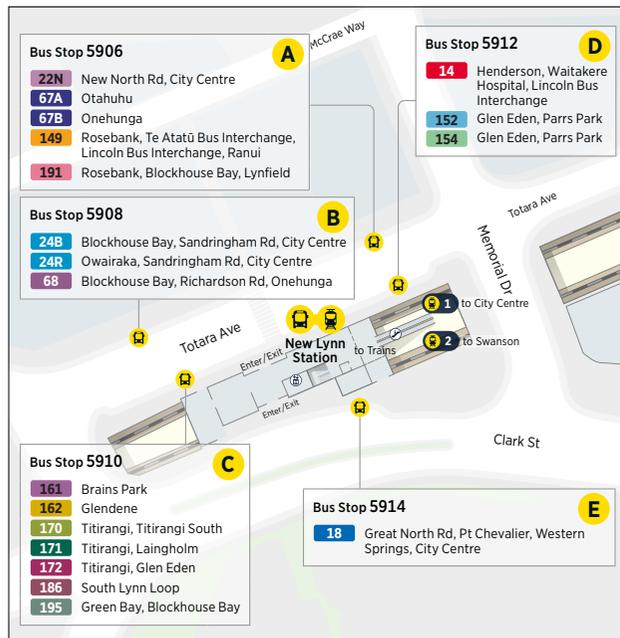 McCrae Way
Bus Stop 5906
A
22N New North Rd, City Centre
67A Otahuhu
67B Onehunga
149 Rosebank, Te Atatū Bus Interchange,
Lincoln Bus Interchange, Ranui
191 Rosebank, Blockhouse Bay, Lynfield
Bus Stop 5912
D
14 Henderson, Waitakere
Hospital, Lincoln Bus
Interchange
152 Glen Eden, Parrs Park
154 Glen Eden, Parrs Park
Bus Stop 5908
B
24B Blockhouse Bay, Sandringham Rd, City Centre
24R Owairaka, Sandringham Rd, City Centre
68 Blockhouse Bay, Richardson Rd, Onehunga
Totara Ave
Memorial Dr
1 to City Centre
2 to Swanson
Totara Ave
New Lynn
Station
to Trains
Enter/Exit
Enter/Exit
Clark St
Bus Stop 5910
C
161 Brains Park
162 Glendene
170 Titirangi, Titirangi South
171 Titirangi, Laingholm
172 Titirangi, Glen Eden
186 South Lynn Loop
195 Green Bay, Blockhouse Bay
Bus Stop 5914
E
18 Great North Rd, Pt Chevalier, Western
Springs, City Centre